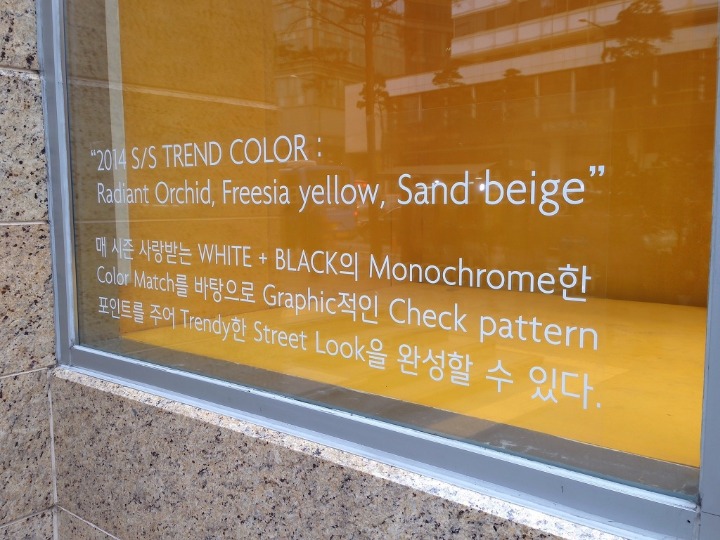 “2014 S/S TREND COLOR :
Radiant Orchid, Freesia yellow, Sand beige”
매 시즌 사랑받는 WHITE + BLACK의 Monochrome한
Color Match를 바탕으로 Graphic적인 Check pattern
포인트를 주어 Trendy한 Street Look을 완성할 수 있다.